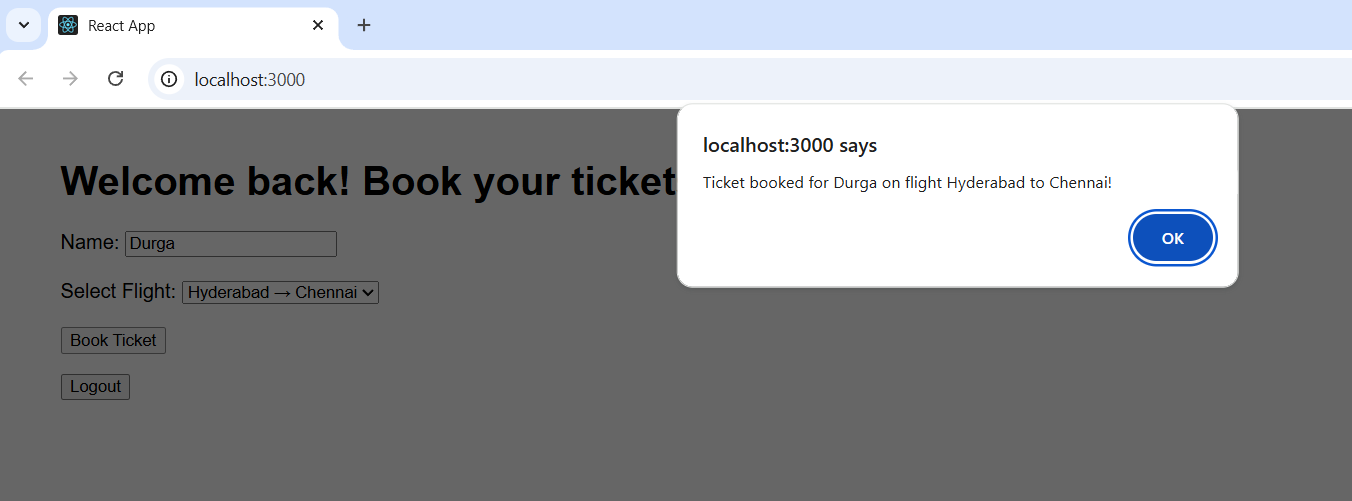 React App
localhost:3000
localhost:3000 says
Ticket booked for Durga on flight Hyderabad to Chennai!
OK
Welcome back! Book your ticket
Name: Durga
Select Flight: Hyderabad → Chennai
Book Ticket
Logout